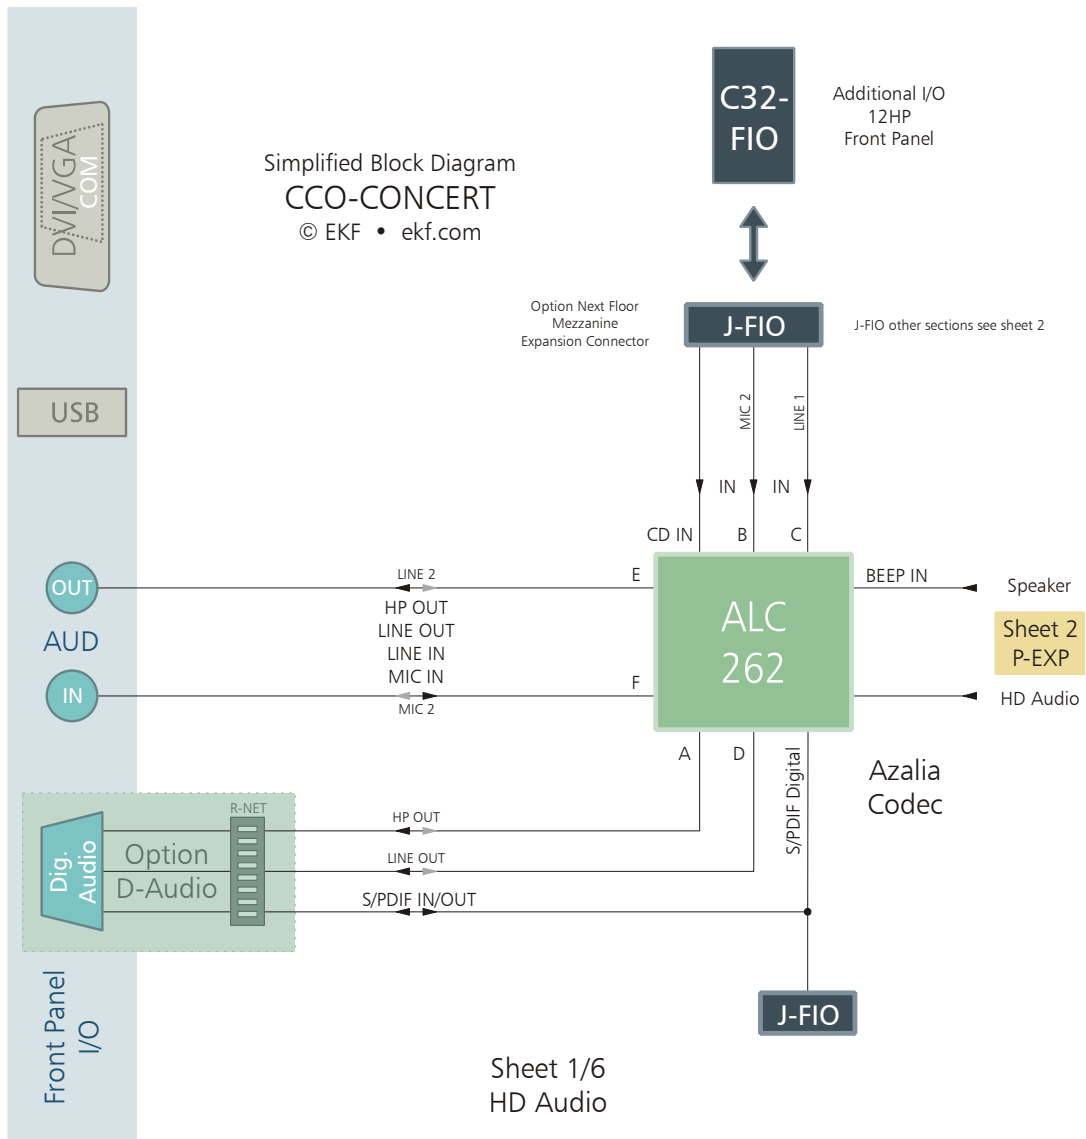 C32-
FIO
Additional I/O
12HP
Front Panel
DVI/VGA
COM
Simplified Block Diagram
CCO-CONCERT
© EKF • ekf.com
Option Next Floor
Mezzanine
Expansion Connector
J-FIO
J-FIO other sections see sheet 2
USB
MIC 2
LINE 1
IN
IN
CD IN
B
C
OUT
LINE 2
E
BEEP IN
Speaker
HP OUT
LINE OUT
LINE IN
MIC IN
AUD
ALC
262
Sheet 2
P-EXP
IN
MIC 2
F
HD Audio
A
D
S/PDIF Digital
Azalia
Codec
R-NET
HP OUT
Dig.
Audio
Option
D-Audio
LINE OUT
S/PDIF IN/OUT
Front Panel
I/O
J-FIO
Sheet 1/6
HD Audio